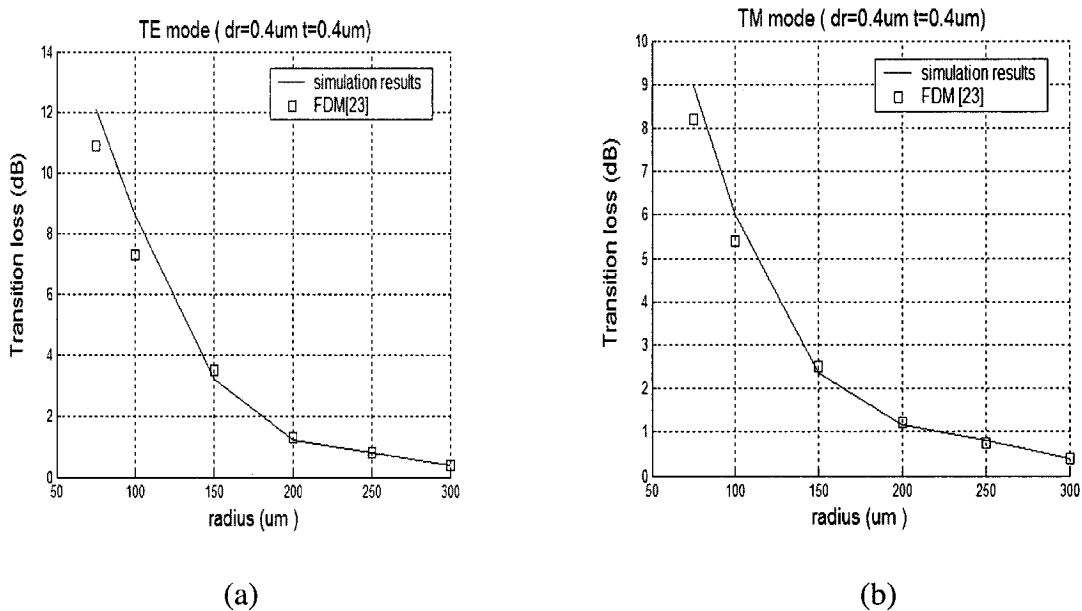 TE mode ( dr=0.4um t=0.4um)
14
12
10
8
6
4
2
0
50
100
150
200
250
300
Transition loss (dB)
radius (um )
simulation results
FDM[23]
(a)
TM mode ( dr=0.4um t=0.4um)
10
9
8
7
6
5
4
3
2
1
0
50
100
150
200
250
300
Transition loss (dB)
radius (um )
simulation results
FDM [23]
(b)